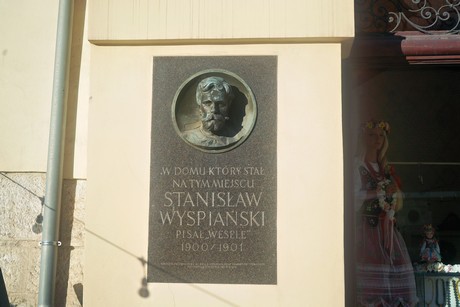 W DOMU KTÓRY STAŁ
NA TYM MIEJSCU
STANISŁAW
WYSPIAŃSKI
PISAŁ „WESELE”
1900/1901